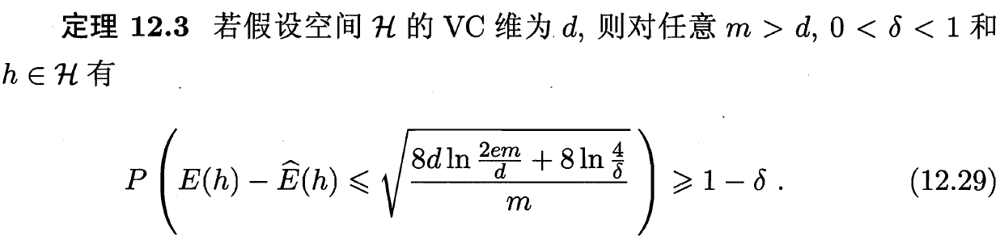 定理 12.3 若假设空间 $\mathcal{H}$ 的 VC 维为 $d$, 则对任意 $m > d$, $0 < \delta < 1$ 和
$h \in \mathcal{H}$ 有
$$P\left( E(h) - \widehat{E}(h) \leqslant \sqrt{\frac{8d \ln \frac{2em}{d} + 8 \ln \frac{4}{\delta}}{m}} \right) \geqslant 1 - \delta \ . \qquad (12.29)$$